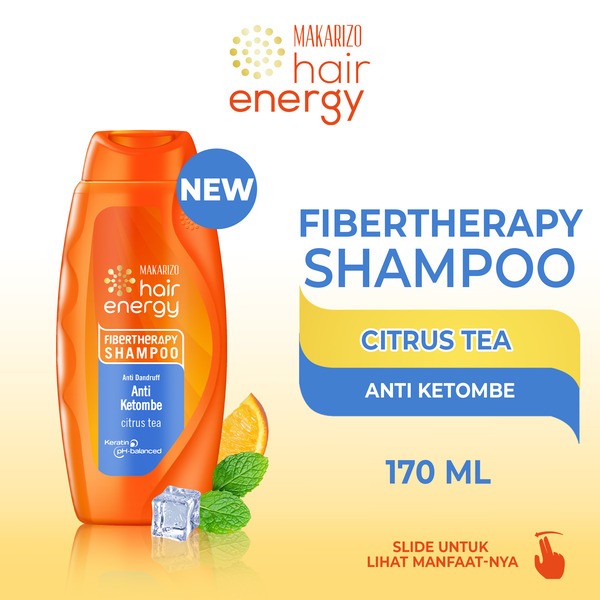 MAKARIZO
hair
energy
NEW
FIBERTHERAPY
SHAMPOO
CITRUS TEA
ANTI KETOMBE
170 ML
MAKARIZO
hair
energy
FIBERTHERAPY
SHAMPOO
Anti Dandruff
Anti
Ketombe
citrus tea
Keratin
pH-balanced
SLIDE UNTUK
LIHAT MANFAAT-NYA